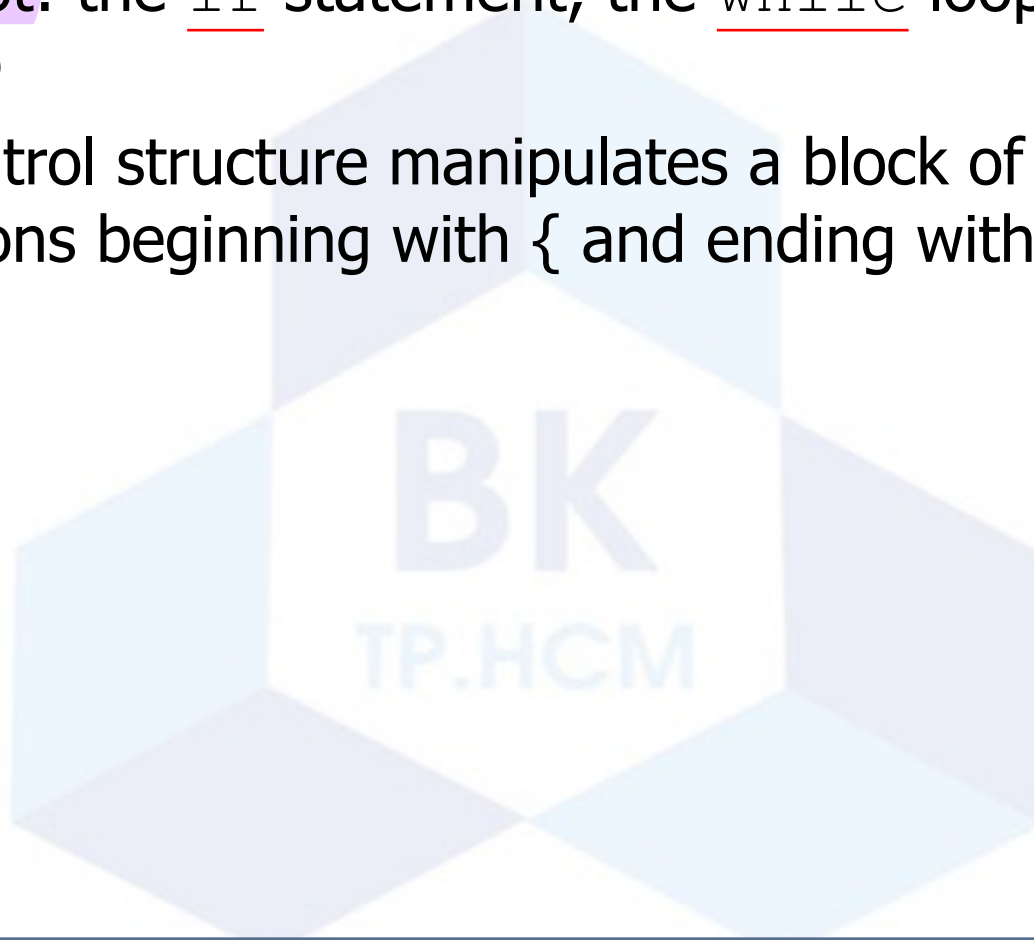 the if statement, the while loop
trol structure manipulates a block of
ons beginning with { and ending with
BK
TP.HCM